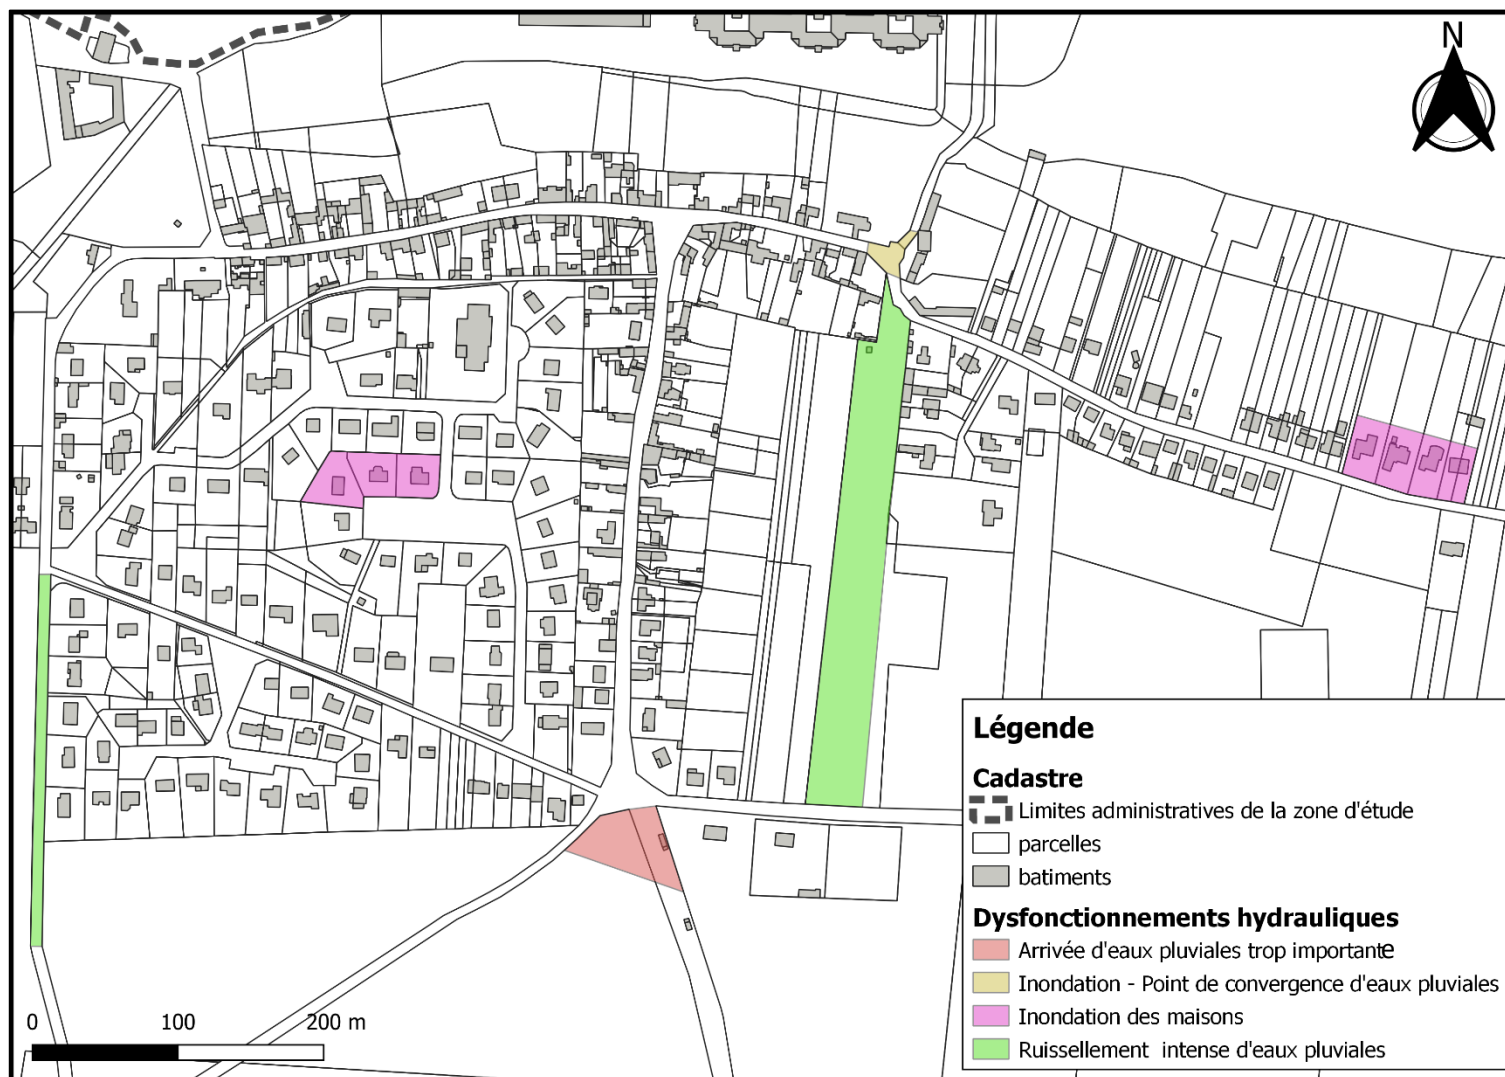 N
Légende
Cadastre
Limites administratives de la zone d'étude
parcelles
batiments
Dysfonctionnements hydrauliques
Arrivée d'eaux pluviales trop importante
Inondation - Point de convergence d'eaux pluviales
Inondation des maisons
Ruissellement intense d'eaux pluviales
0 100 200 m